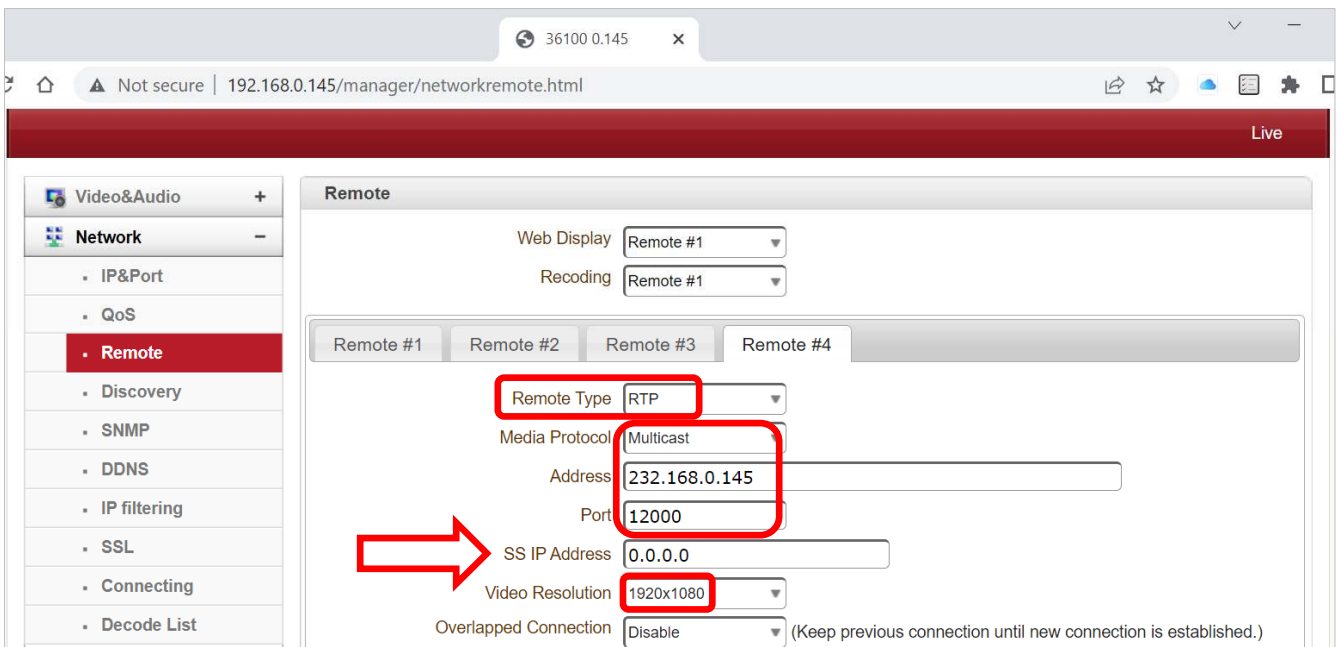 36100 0.145
Not secure | 192.168.0.145/manager/networkremote.html
Live
Video&Audio +
Network −
IP&Port
QoS
Remote
Discovery
SNMP
DDNS
IP filtering
SSL
Connecting
Decode List
Remote
Web Display Remote #1
Recoding Remote #1
Remote #1 Remote #2 Remote #3 Remote #4
Remote Type RTP
Media Protocol Multicast
Address 232.168.0.145
Port 12000
SS IP Address 0.0.0.0
Video Resolution 1920x1080
Overlapped Connection Disable (Keep previous connection until new connection is established.)